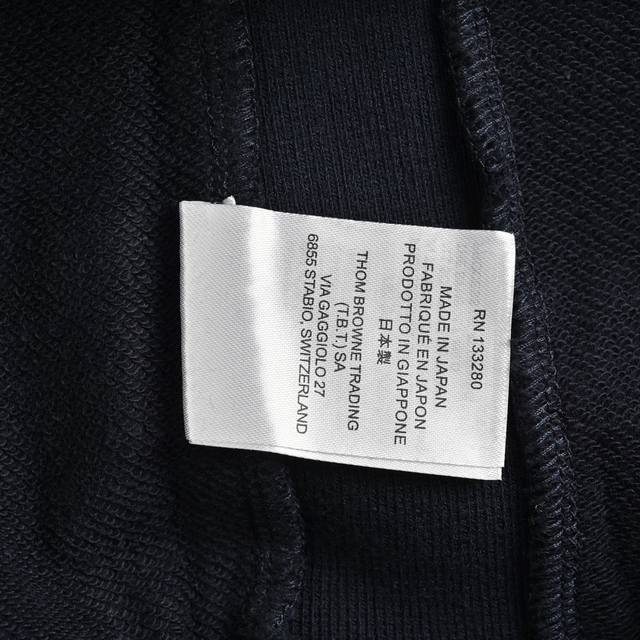 RN 133280
MADE IN JAPAN
FABRIQUÉ EN JAPON
PRODOTTO IN GIAPPONE
日本製
THOM BROWNE TRADING
(T.B.T.) SA
VIA GAGGIOLO 27
6855 STABIO, SWITZERLAND